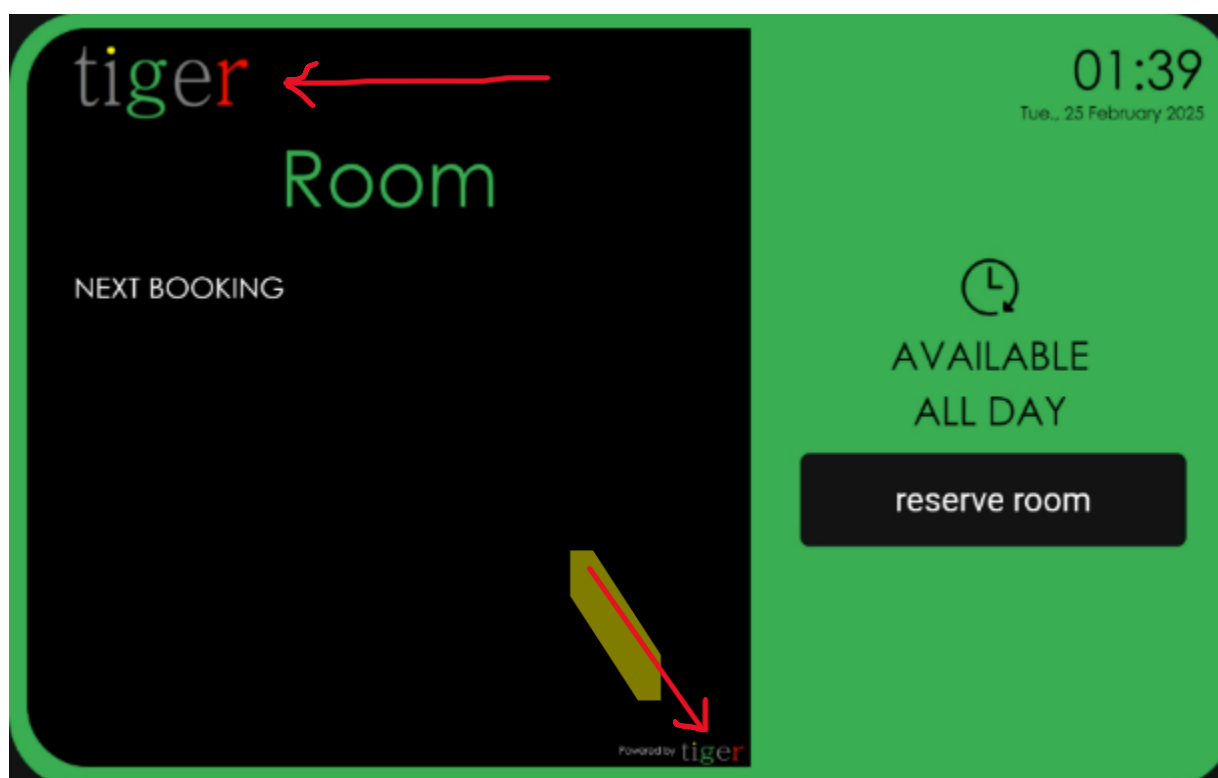 tiger
Room
NEXT BOOKING
Powered by tiger
01:39
Tue., 25 February 2025
AVAILABLE
ALL DAY
reserve room